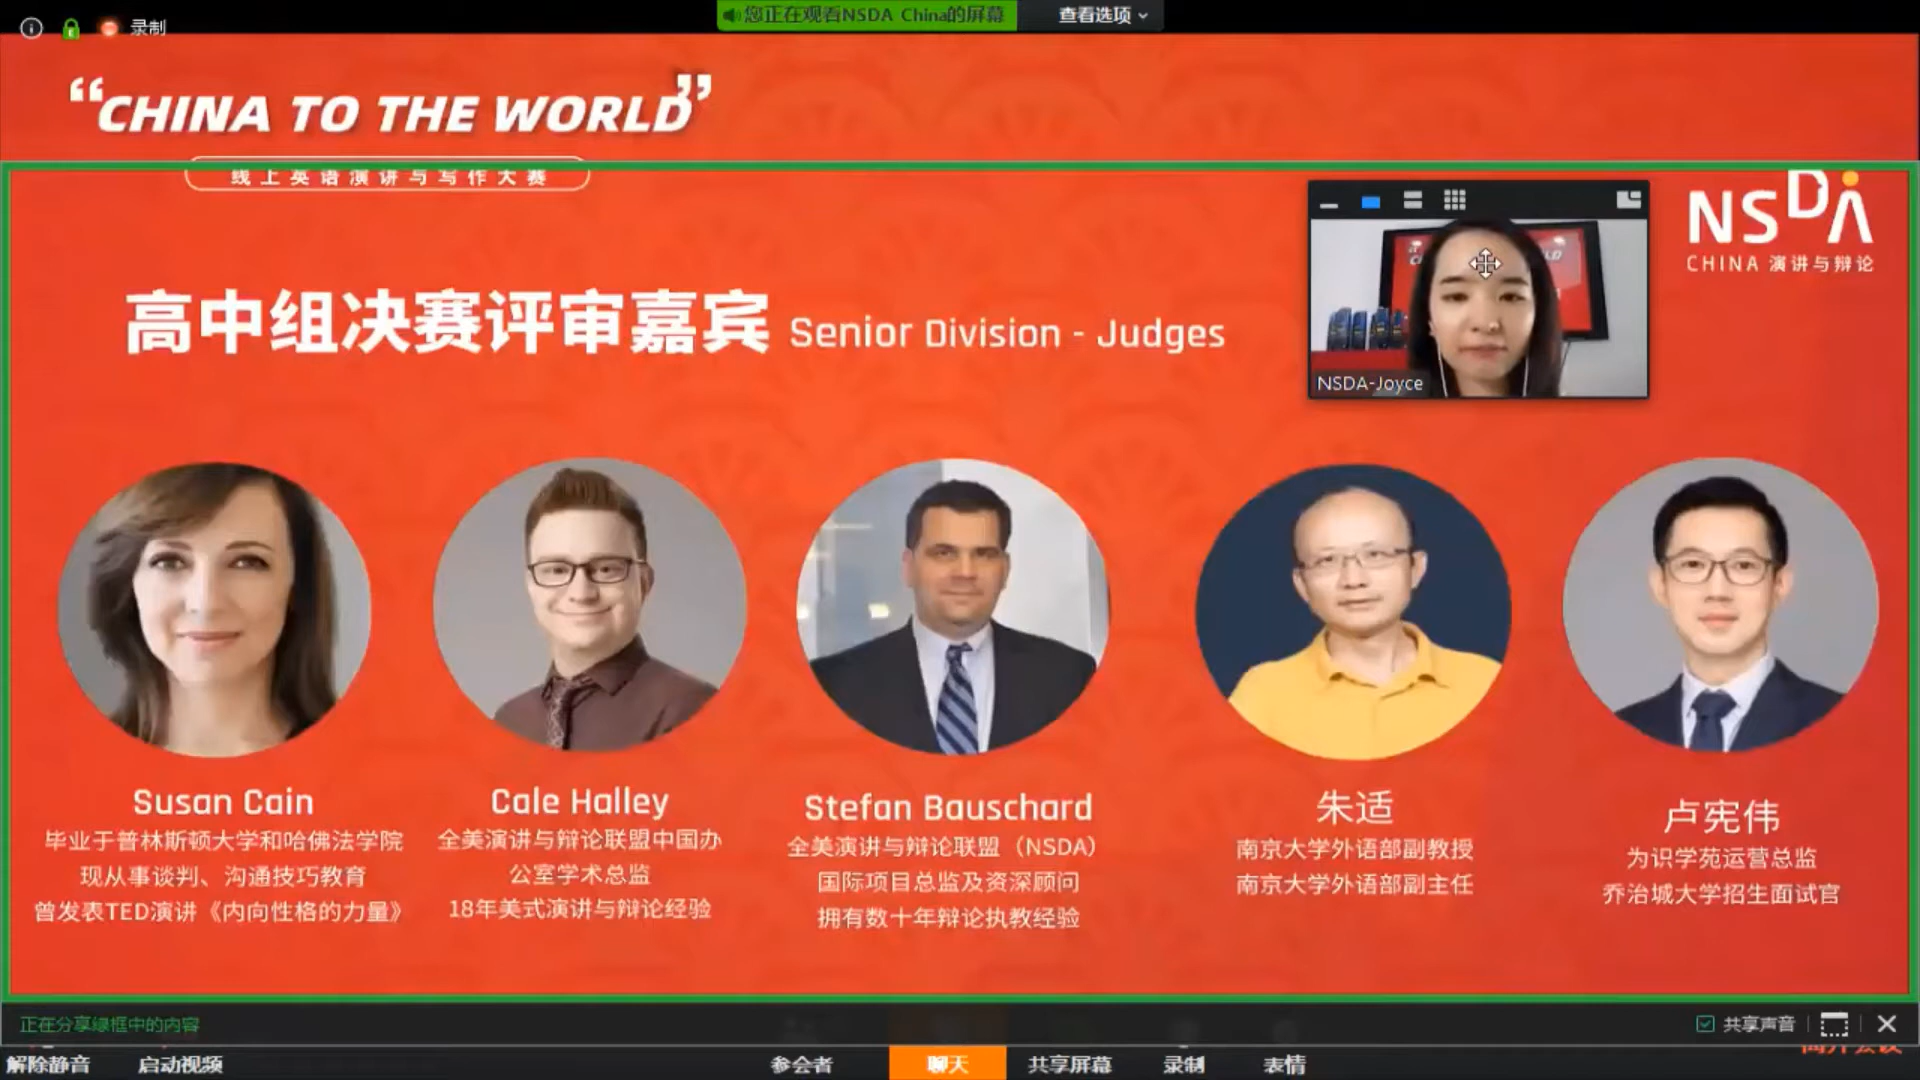 录制
您正在观看NSDA China的屏幕
查看选项
“CHINA TO THE WORLD”
线上英语演讲与写作大赛
NSDA
CHINA 演讲与辩论
高中组决赛评审嘉宾 Senior Division - Judges
NSDA-Joyce
Susan Cain
毕业于普林斯顿大学和哈佛法学院
现从事谈判、沟通技巧教育
曾发表TED演讲《内向性格的力量》
Cale Halley
全美演讲与辩论联盟中国办
公室学术总监
18年美式演讲与辩论经验
Stefan Bauschard
全美演讲与辩论联盟（NSDA）
国际项目总监及资深顾问
拥有数十年辩论执教经验
朱适
南京大学外语部副教授
南京大学外语部副主任
卢宪伟
为识学苑运营总监
乔治城大学招生面试官
正在分享绿框中的内容
共享声音
解除静音
启动视频
参会者
聊天
共享屏幕
录制
表情